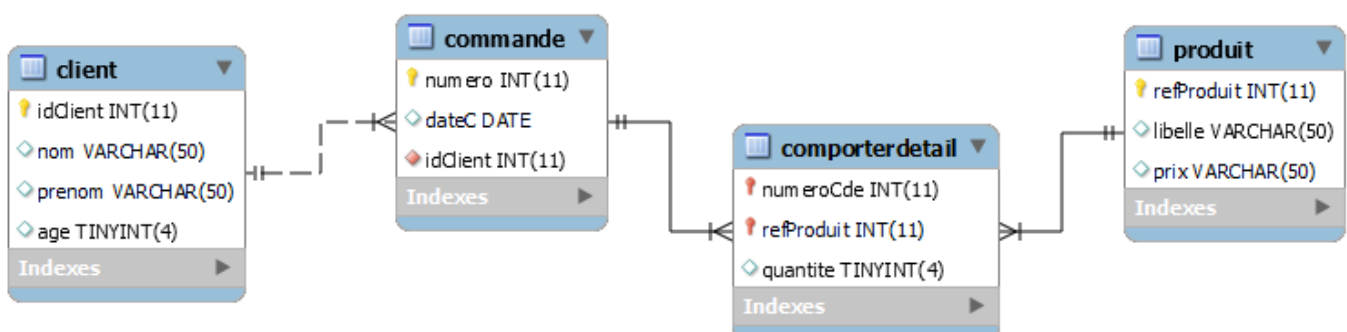 client
idClient INT(11)
nom VARCHAR(50)
prenom VARCHAR(50)
age TINYINT(4)
Indexes
commande
numero INT(11)
dateC DATE
idClient INT(11)
Indexes
comporterdetail
numeroCde INT(11)
refProduit INT(11)
quantite TINYINT(4)
Indexes
produit
refProduit INT(11)
libelle VARCHAR(50)
prix VARCHAR(50)
Indexes